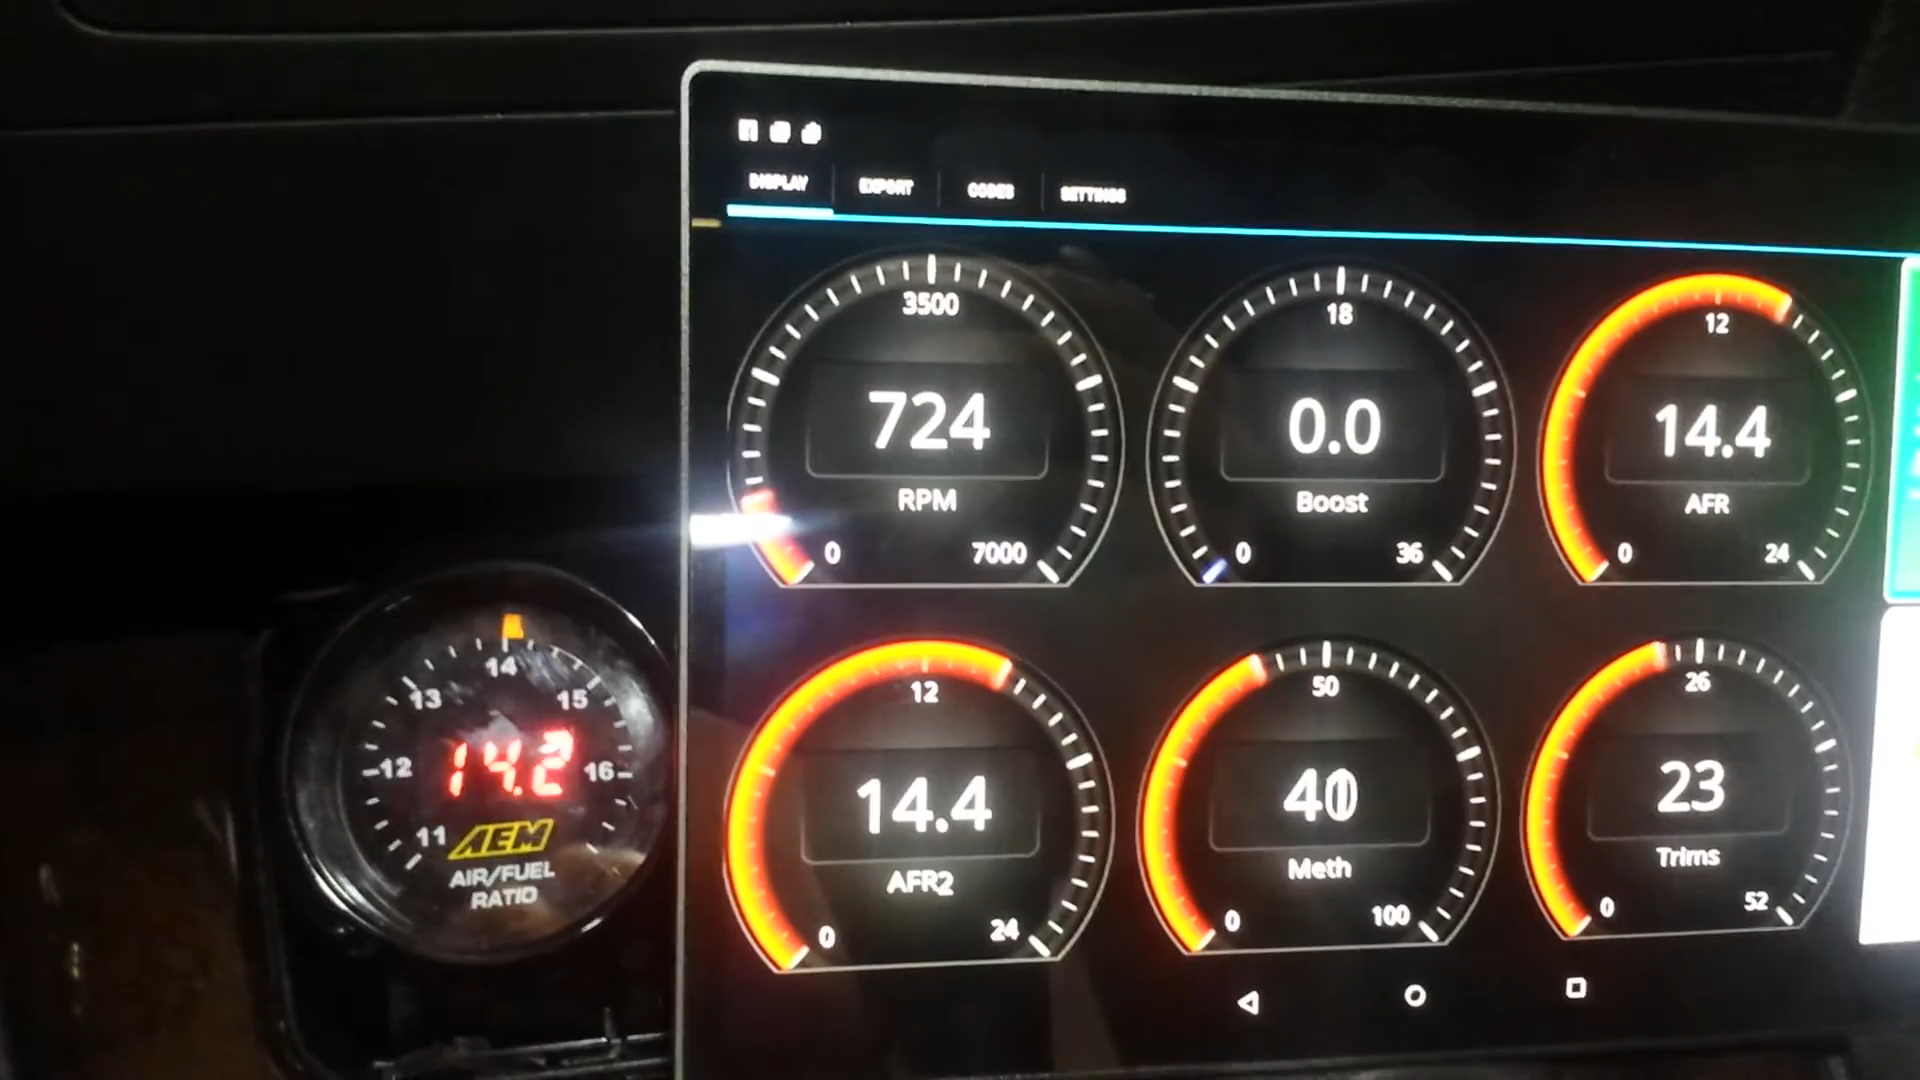 DISPLAY EXPORT CODES SETTINGS
3500
724
RPM
0 7000
18
0.0
Boost
0 36
12
14.4
AFR
0 24
14
13 15
12 14.2 16
11 AEM
AIR/FUEL
RATIO
12
14.4
AFR2
0 24
50
Meth
0 100
26
23
Trims
0 52